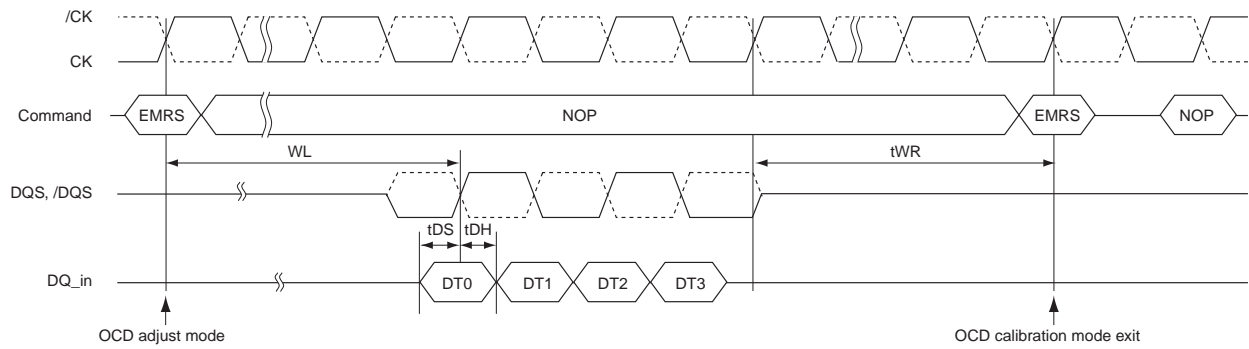 /CK
CK
Command
EMRS
NOP
EMRS
NOP
WL
tWR
DQS, /DQS
tDS
tDH
DQ_in
DT0
DT1
DT2
DT3
OCD adjust mode
OCD calibration mode exit